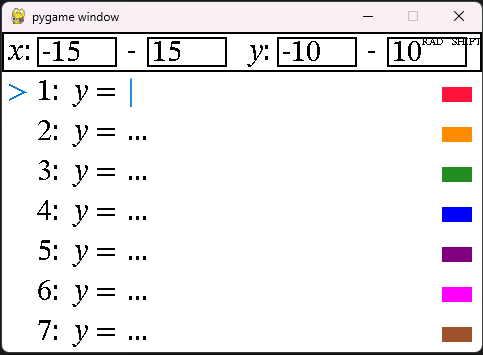 pygame window
x: -15 - 15 y: -10 - 10 RAD SHIFT
> 1: y =
2: y = ...
3: y = ...
4: y = ...
5: y = ...
6: y = ...
7: y = ...